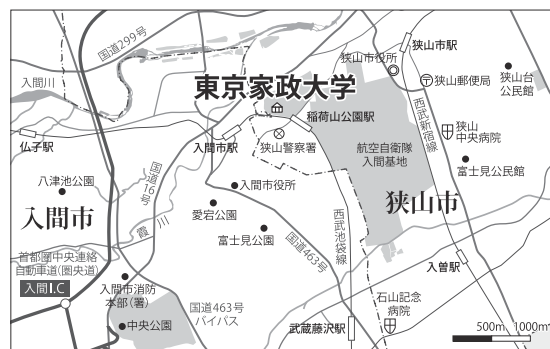 国道299号
狭山市駅
狭山市役所
狭山郵便局
狭山台
公民館
入間川
東京家政大学
稲荷山公園駅
西武新宿線
狭山
中央病院
仏子駅
入間市駅
狭山警察署
航空自衛隊
入間基地
富士見公民館
八津池公園
国道16号
入間市役所
入間市
愛宕公園
狭山市
霞川
富士見公園
国道463号
西武池袋線
首都圏中央連絡
自動車道(圏央道)
入間I.C
入曽駅
入間市消防
本部(署)
国道463号
バイパス
石山記念
病院
中央公園
武蔵藤沢駅
500m 1000m